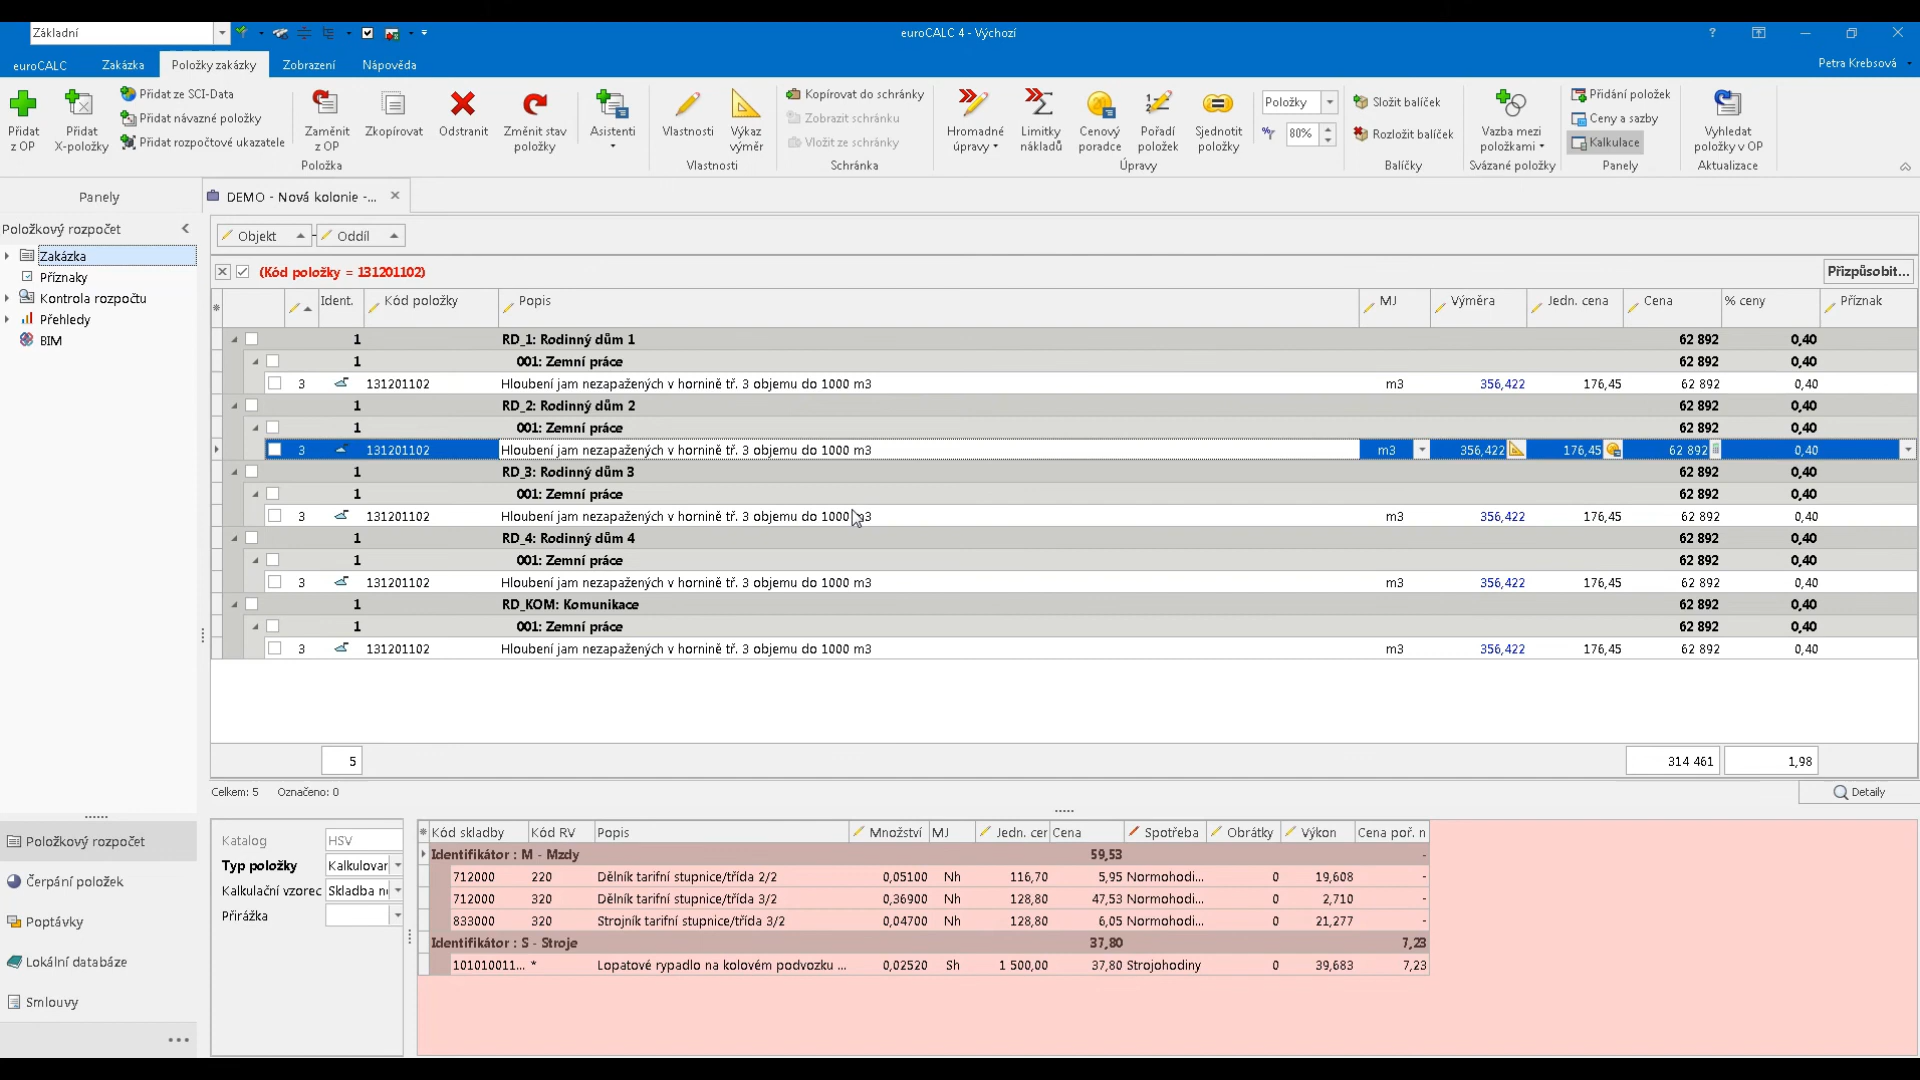 Základní
euroCALC 4 - Výchozí
?
euroCALC Zakázka Položky zakázky Zobrazení Nápověda Petra Krebsová
Přidat z OP
Přidat X-položky
Přidat ze SCI-Data
Přidat návazné položky
Přidat rozpočtové ukazatele
Zaměnit z OP
Zkopírovat
Odstranit
Změnit stav položky
Asistenti
Položka
Vlastnosti
Výkaz výměr
Vlastnosti
Kopírovat do schránky
Zobrazit schránku
Vložit ze schránky
Schránka
Hromadné úpravy
Limitky nákladů
Cenový poradce
Pořadí položek
Sjednotit položky
Položky
80%
Úpravy
Složit balíček
Rozložit balíček
Balíčky
Vazba mezi položkami
Svázané položky
Přidání položek
Ceny a sazby
Kalkulace
Panely
Vyhledat položky v OP
Aktualizace
Panely
DEMO - Nová kolonie -...
Položkový rozpočet
Zakázka
Příznaky
Kontrola rozpočtu
Přehledy
BIM
Objekt Oddíl
(Kód položky = 131201102) Přizpůsobit...
Ident. Kód položky Popis MJ Výměra Jedn. cena Cena % ceny Příznak
1 RD_1: Rodinný dům 1 62 892 0,40
1 001: Zemní práce 62 892 0,40
3 131201102 Hloubení jam nezapažených v hornině tř. 3 objemu do 1000 m3 m3 356,422 176,45 62 892 0,40
1 RD_2: Rodinný dům 2 62 892 0,40
1 001: Zemní práce 62 892 0,40
3 131201102 Hloubení jam nezapažených v hornině tř. 3 objemu do 1000 m3 m3 356,422 176,45 62 892 0,40
1 RD_3: Rodinný dům 3 62 892 0,40
1 001: Zemní práce 62 892 0,40
3 131201102 Hloubení jam nezapažených v hornině tř. 3 objemu do 1000 m3 m3 356,422 176,45 62 892 0,40
1 RD_4: Rodinný dům 4 62 892 0,40
1 001: Zemní práce 62 892 0,40
3 131201102 Hloubení jam nezapažených v hornině tř. 3 objemu do 1000 m3 m3 356,422 176,45 62 892 0,40
1 RD_KOM: Komunikace 62 892 0,40
1 001: Zemní práce 62 892 0,40
3 131201102 Hloubení jam nezapažených v hornině tř. 3 objemu do 1000 m3 m3 356,422 176,45 62 892 0,40
5 314 461 1,98
Celkem: 5 Označeno: 0 Detaily
Položkový rozpočet
Čerpání položek
Poptávky
Lokální databáze
Smlouvy
Katalog HSV
Typ položky Kalkulovar
Kalkulační vzorec Skladba n
Přirážka
Kód skladby Kód RV Popis Množství MJ Jedn. cer Cena Spotřeba Obrátky Výkon Cena poř. n
Identifikátor : M - Mzdy 59,53 -
712000 220 Dělník tarifní stupnice/třída 2/2 0,05100 Nh 116,70 5,95 Normohodi... 0 19,608 -
712000 320 Dělník tarifní stupnice/třída 3/2 0,36900 Nh 128,80 47,53 Normohodi... 0 2,710 -
833000 320 Strojník tarifní stupnice/třída 3/2 0,04700 Nh 128,80 6,05 Normohodi... 0 21,277 -
Identifikátor : S - Stroje 37,80 7,23
101010011... * Lopatové rypadlo na kolovém podvozku ... 0,02520 Sh 1 500,00 37,80 Strojohodiny 0 39,683 7,23